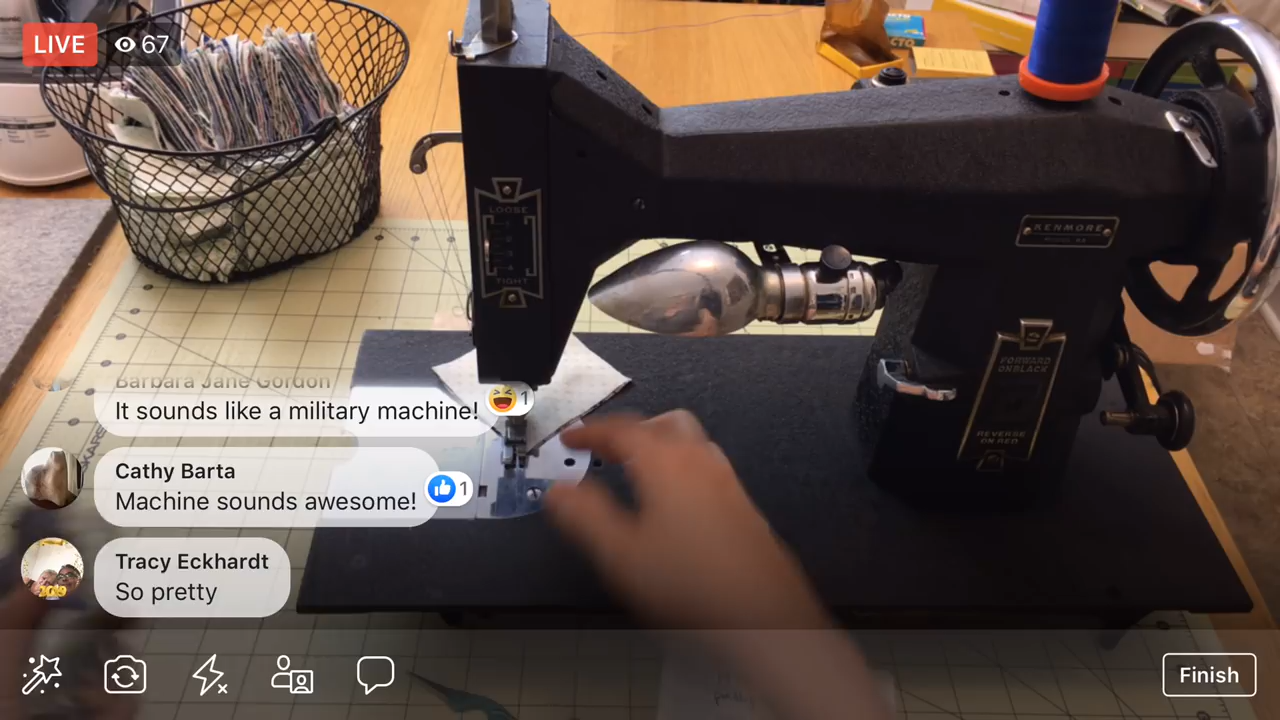 LIVE
67
LOOSE
TIGHT
KENMORE
FORWARD
ON BLACK
REVERSE
ON RED
Barbara Jane Gordon
It sounds like a military machine!
1
Cathy Barta
Machine sounds awesome!
1
Tracy Eckhardt
So pretty
2019
Finish